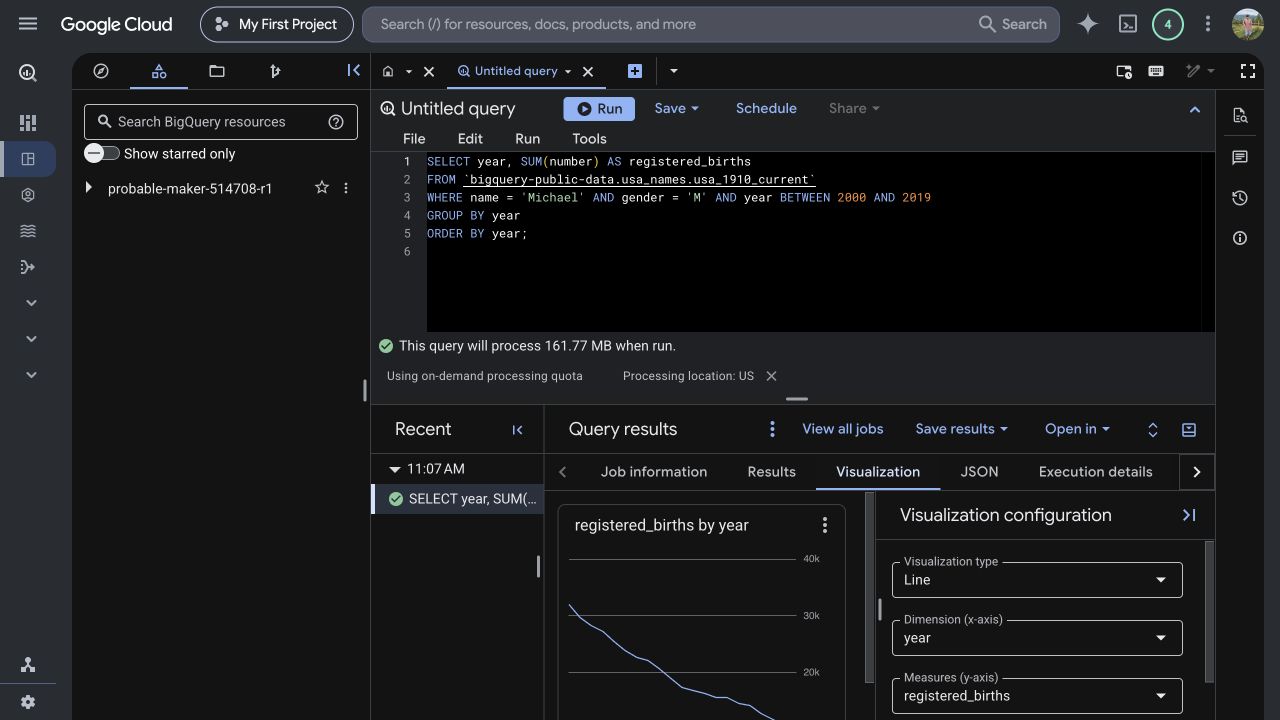 Google Cloud
My First Project
Search (/) for resources, docs, products, and more
Search
4
Untitled query
Search BigQuery resources
Show starred only
probable-maker-514708-r1
Untitled query
Run
Save
Schedule
Share
File
Edit
Run
Tools
1 SELECT year, SUM(number) AS registered_births
2 FROM `bigquery-public-data.usa_names.usa_1910_current`
3 WHERE name = 'Michael' AND gender = 'M' AND year BETWEEN 2000 AND 2019
4 GROUP BY year
5 ORDER BY year;
6
This query will process 161.77 MB when run.
Using on-demand processing quota
Processing location: US
Recent
11:07 AM
SELECT year, SUM(...
Query results
View all jobs
Save results
Open in
Job information
Results
Visualization
JSON
Execution details
registered_births by year
40k
30k
20k
Visualization configuration
Visualization type
Line
Dimension (x-axis)
year
Measures (y-axis)
registered_births